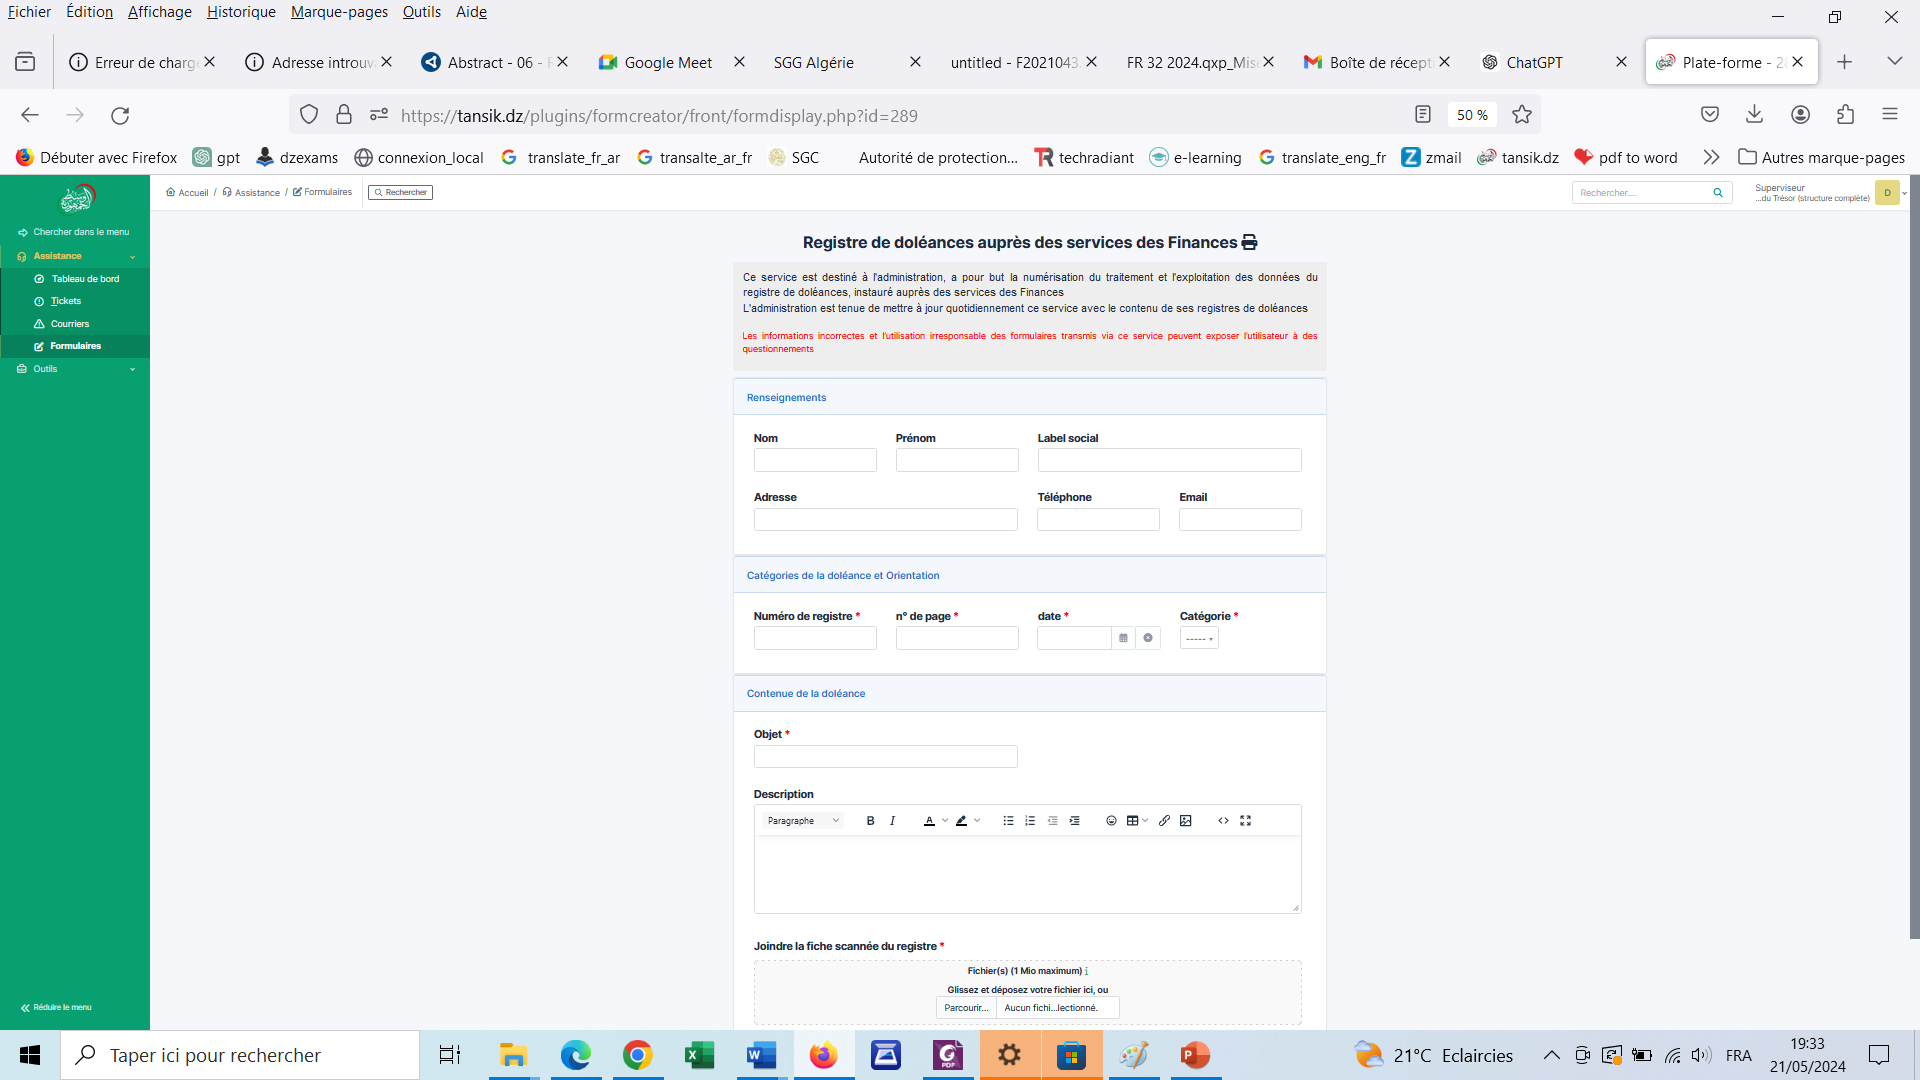 Fichier Édition Affichage Historique Marque-pages Outils Aide
Erreur de charge
Adresse introuv
Abstract - 06 -
Google Meet
SGG Algérie
untitled - F2021043
FR 32 2024.qxp_Mis
Boîte de récept
ChatGPT
Plate-forme - 28
https://tansik.dz/plugins/formcreator/front/formdisplay.php?id=289
50 %
Débuter avec Firefox
gpt
dzexams
connexion_local
translate_fr_ar
transalte_ar_fr
SGC
Autorité de protection...
techradiant
e-learning
translate_eng_fr
zmail
tansik.dz
pdf to word
Autres marque-pages
Accueil / Assistance / Formulaires
Rechercher
Rechercher....
Superviseur
...du Trésor (structure complète)
D
Chercher dans le menu
Assistance
Tableau de bord
Tickets
Courriers
Formulaires
Outils
Réduire le menu
Registre de doléances auprès des services des Finances
Ce service est destiné à l'administration, a pour but la numérisation du traitement et l'exploitation des données du
registre de doléances, instauré auprès des services des Finances
L'administration est tenue de mettre à jour quotidiennement ce service avec le contenu de ses registres de doléances
Les informations incorrectes et l'utilisation irresponsable des formulaires transmis via ce service peuvent exposer l'utilisateur à des
questionnements
Renseignements
Nom Prénom Label social
Adresse Téléphone Email
Catégories de la doléance et Orientation
Numéro de registre * n° de page * date * Catégorie *
-----
Contenue de la doléance
Objet *
Description
Paragraphe
B I A
Joindre la fiche scannée du registre *
Fichier(s) (1 Mio maximum) i
Glissez et déposez votre fichier ici, ou
Parcourir... Aucun fichi...lectionné.
Taper ici pour rechercher
21°C Eclaircies
FRA
19:33
21/05/2024